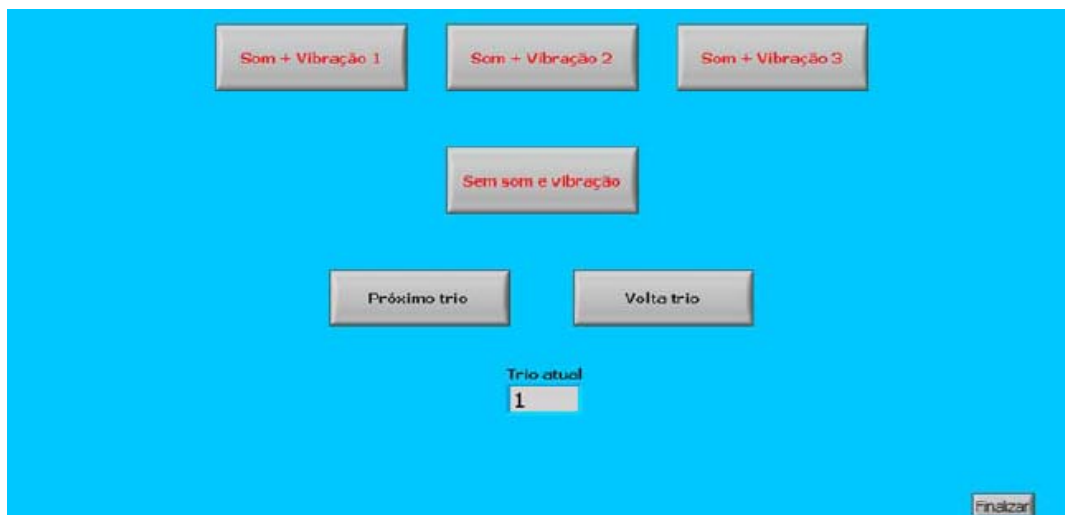 Som + Vibração 1
Som + Vibração 2
Som + Vibração 3
Sem som e vibração
Próximo trio
Volta trio
Trio atual
1
Finalizar